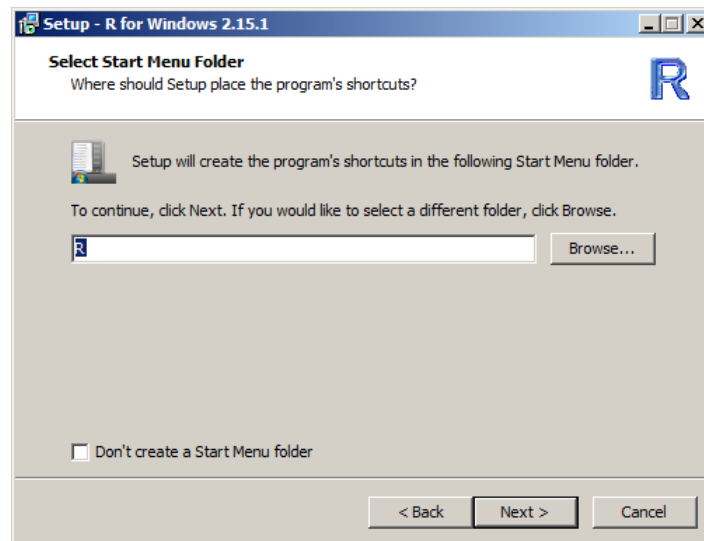 Setup - R for Windows 2.15.1
Select Start Menu Folder
Where should Setup place the program's shortcuts?
R
Setup will create the program's shortcuts in the following Start Menu folder.
To continue, click Next. If you would like to select a different folder, click Browse.
R
Browse...
Don't create a Start Menu folder
< Back
Next >
Cancel